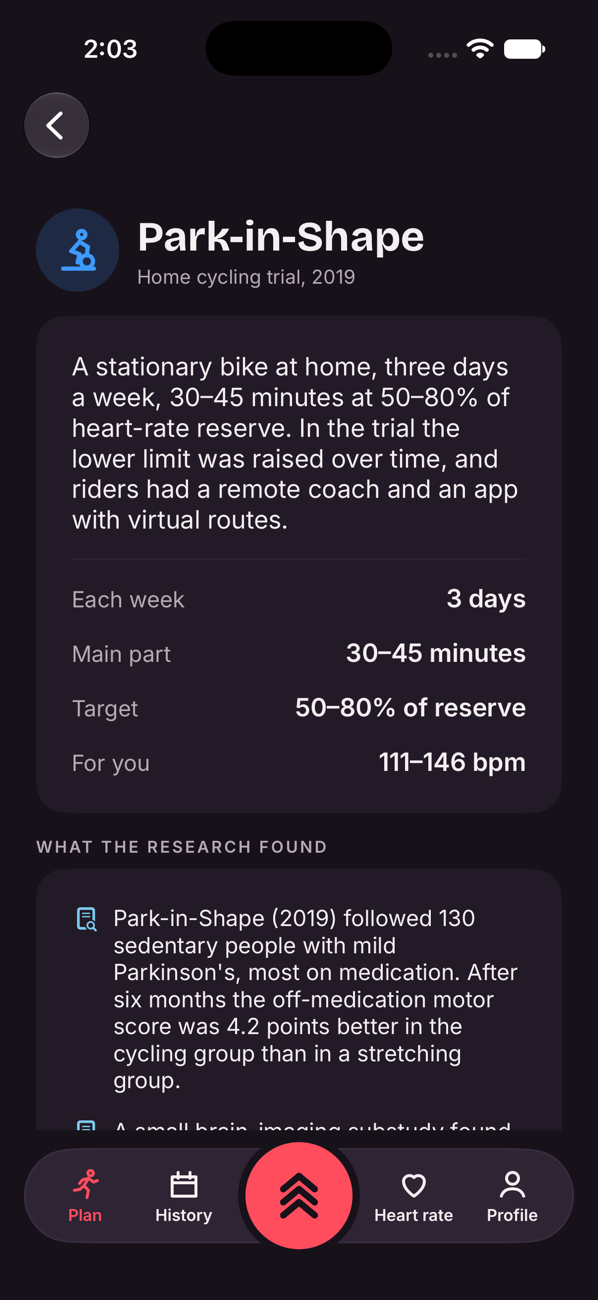 2:03
Park-in-Shape
Home cycling trial, 2019
A stationary bike at home, three days
a week, 30–45 minutes at 50–80% of
heart-rate reserve. In the trial the
lower limit was raised over time, and
riders had a remote coach and an app
with virtual routes.
Each week 3 days
Main part 30–45 minutes
Target 50–80% of reserve
For you 111–146 bpm
WHAT THE RESEARCH FOUND
Park-in-Shape (2019) followed 130
sedentary people with mild
Parkinson's, most on medication. After
six months the off-medication motor
score was 4.2 points better in the
cycling group than in a stretching
group.
A small brain-imaging substudy found
Plan History Heart rate Profile